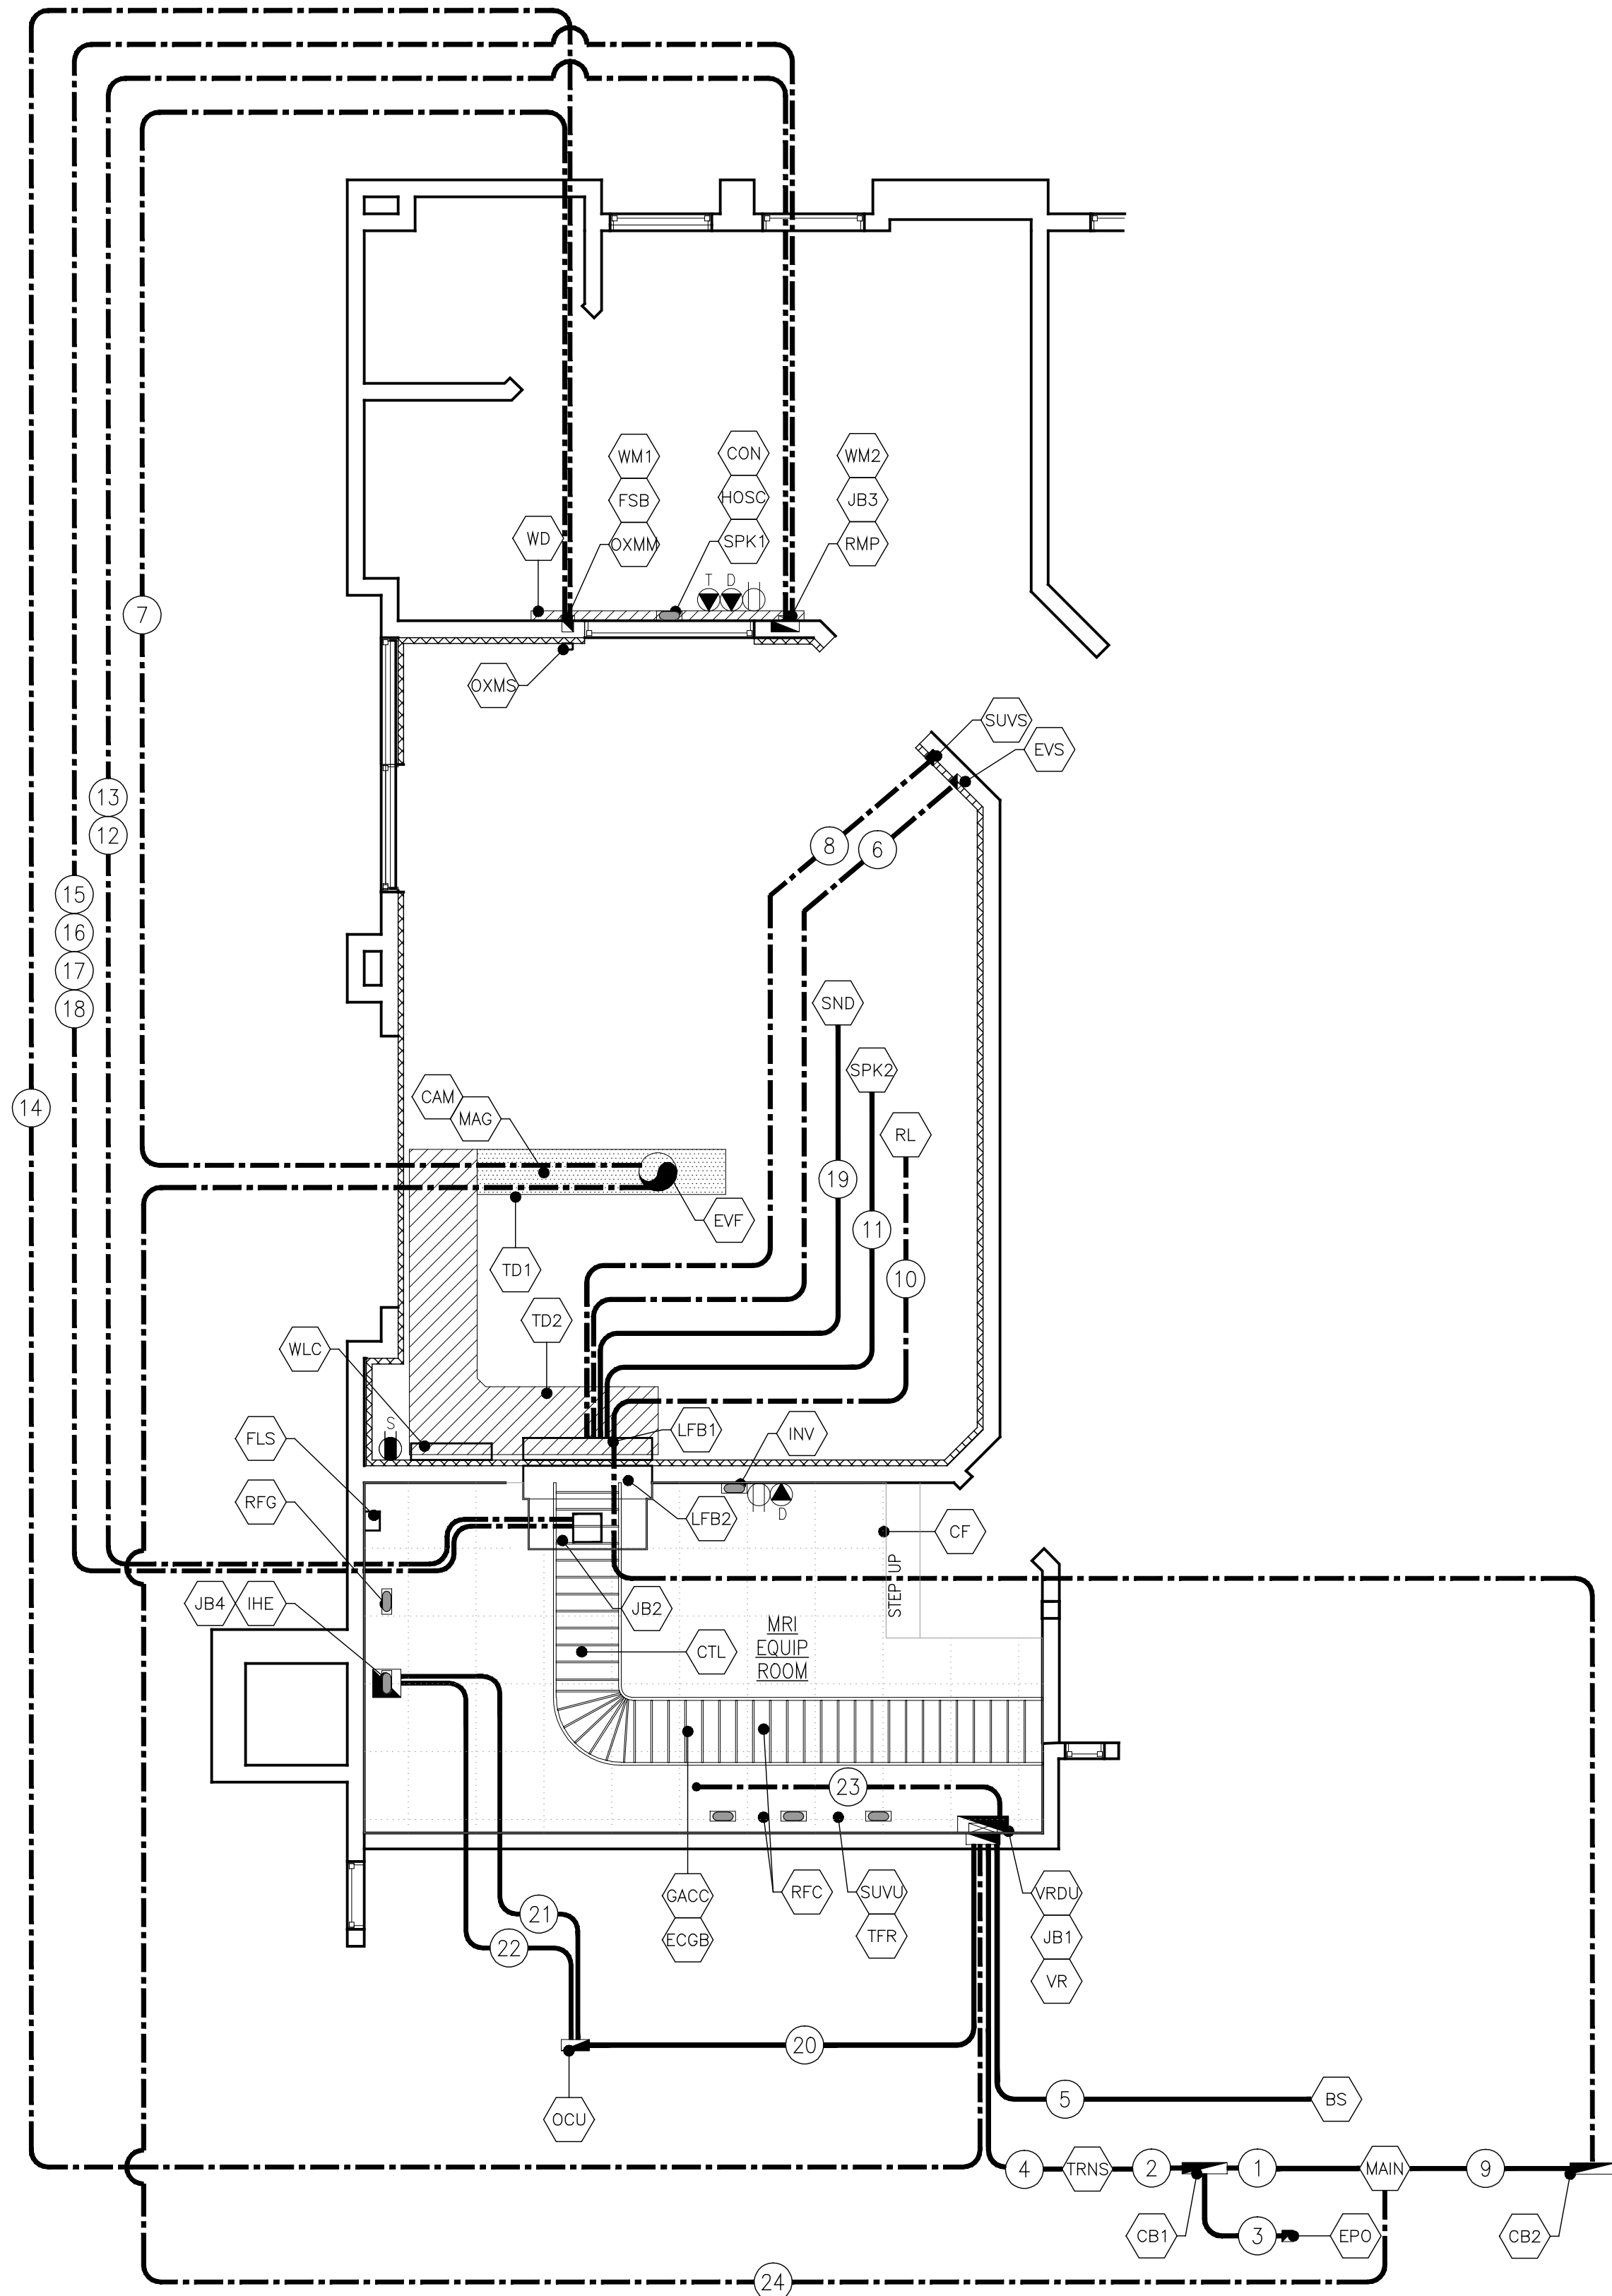 WM1
FSB
OXMM
CON
HOSC
SPK1
WM2
JB3
RMP
WD
T
D
7
OXMS
SUVS
EVS
13
12
8
6
15
16
17
18
SND
SPK2
14
CAM
MAG
RL
19
EVF
11
TD1
10
TD2
WLC
S
FLS
LFB1
INV
RFG
LFB2
D
CF
STEP UP
JB4
IHE
JB2
MRI
EQUIP
ROOM
CTL
23
GACC
ECGB
RFC
SUVU
TFR
VRDU
JB1
VR
21
22
20
OCU
5
BS
4
TRNS
2
1
MAIN
9
CB1
3
EPO
CB2
24